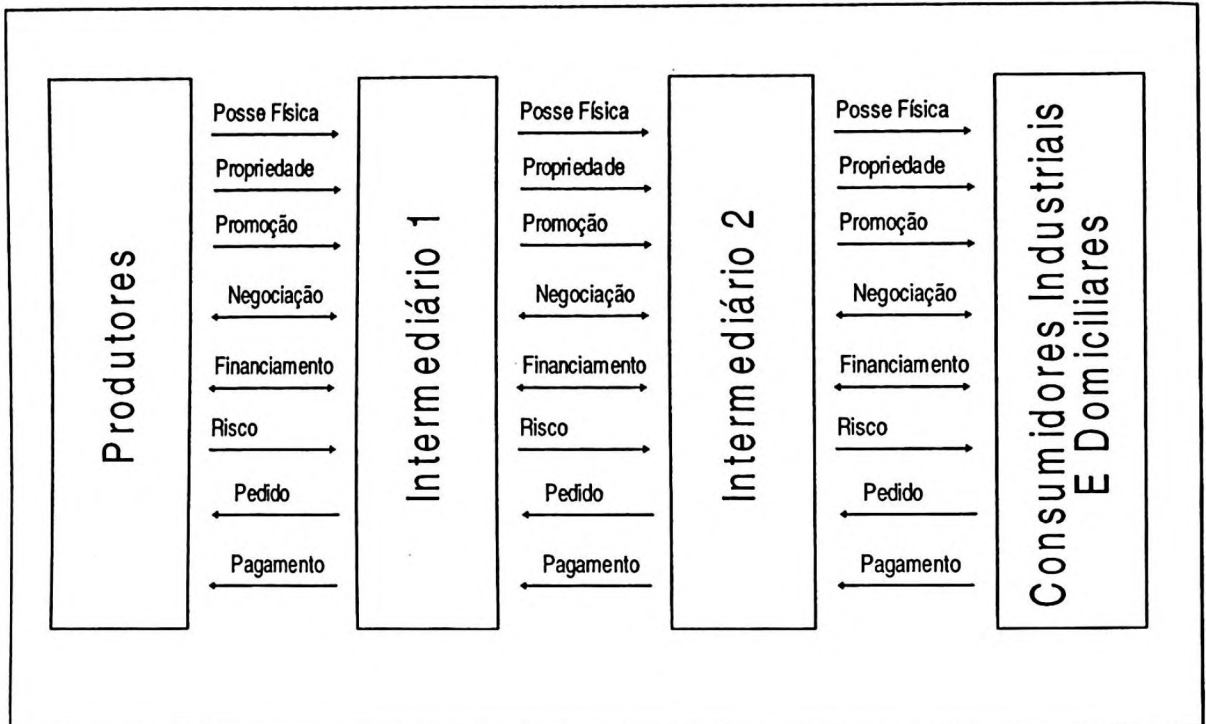 Produtores
Posse Física
Propriedade
Promoção
Negociação
Financiamento
Risco
Pedido
Pagamento
Intermediário 1
Posse Física
Propriedade
Promoção
Negociação
Financiamento
Risco
Pedido
Pagamento
Intermediário 2
Posse Física
Propriedade
Promoção
Negociação
Financiamento
Risco
Pedido
Pagamento
Consumidores Industriais
E Domiciliares